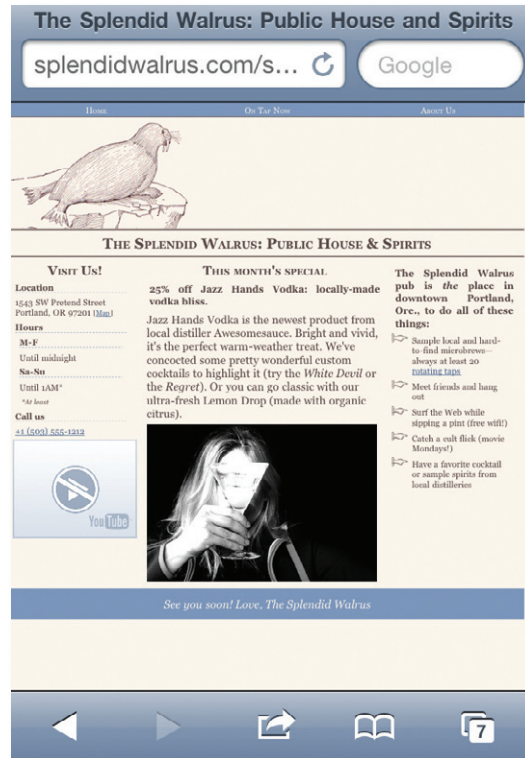 The Splendid Walrus: Public House and Spirits
splendidwalrus.com/s...
Google
Home
On Tap Now
About Us
The Splendid Walrus: Public House & Spirits
Visit Us!
Location
1543 SW Pretend Street
Portland, OR 97201 [Map]
Hours
M-F
Until midnight
Sa-Su
Until 1AM*
*At least
Call us
+1 (503) 555-1212
YouTube
This month's special
25% off Jazz Hands Vodka: locally-made
vodka bliss.
Jazz Hands Vodka is the newest product from
local distiller Awesomesauce. Bright and vivid,
it's the perfect warm-weather treat. We've
concocted some pretty wonderful custom
cocktails to highlight it (try the White Devil or
the Regret). Or you can go classic with our
ultra-fresh Lemon Drop (made with organic
citrus).
The Splendid Walrus
pub is the place in
downtown Portland,
Ore., to do all of these
things:
Sample local and hard-
to-find microbrews—
always at least 20
rotating taps
Meet friends and hang
out
Surf the Web while
sipping a pint (free wifi!)
Catch a cult flick (movie
Mondays!)
Have a favorite cocktail
or sample spirits from
local distilleries
See you soon! Love, The Splendid Walrus
7